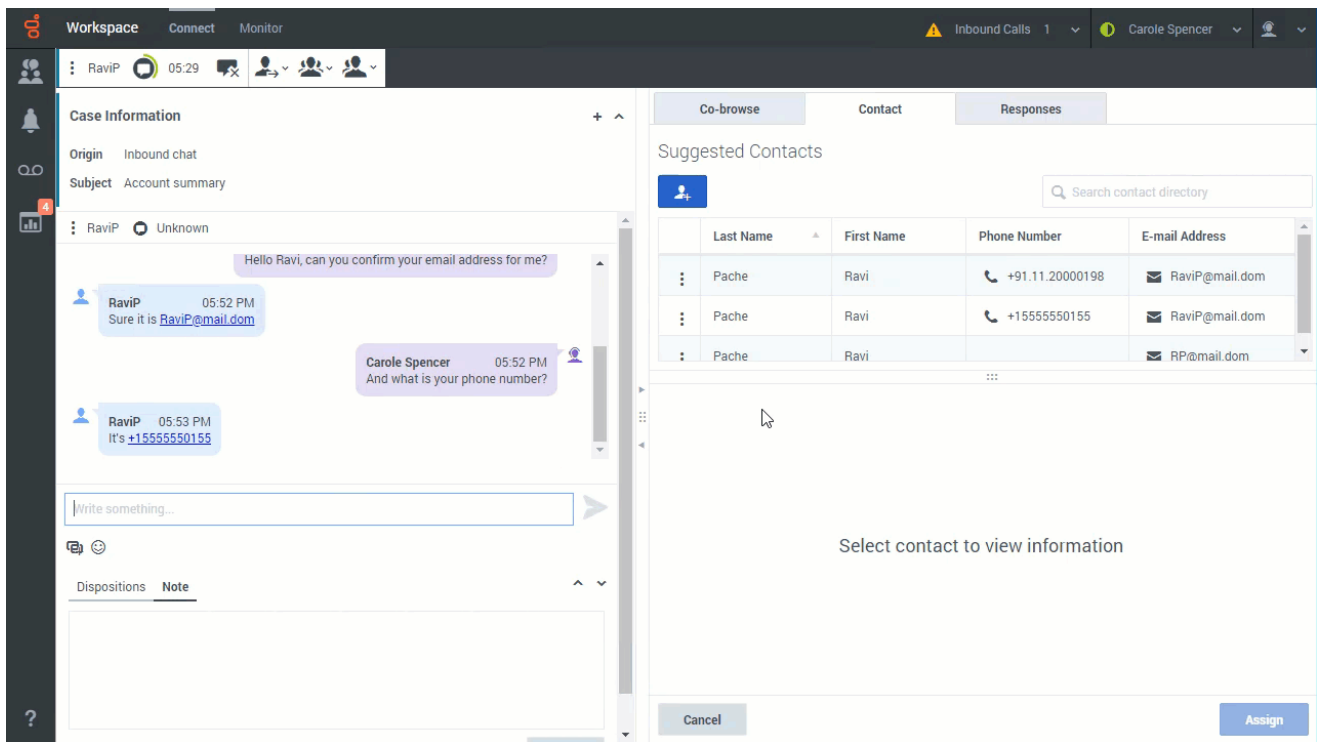 Workspace Connect Monitor Inbound Calls 1 Carole Spencer
RaviP 05:29
Case Information
Origin Inbound chat
Subject Account summary
4
RaviP Unknown
Hello Ravi, can you confirm your email address for me?
RaviP 05:52 PM
Sure it is RaviP@mail.dom
Carole Spencer 05:52 PM
And what is your phone number?
RaviP 05:53 PM
It's +15555550155
Write something...
Dispositions Note
?
Co-browse Contact Responses
Suggested Contacts
Search contact directory
Last Name First Name Phone Number E-mail Address
Pache Ravi +91.11.20000198 RaviP@mail.dom
Pache Ravi +15555550155 RaviP@mail.dom
Pache Ravi RP@mail.dom
Select contact to view information
Cancel Assign